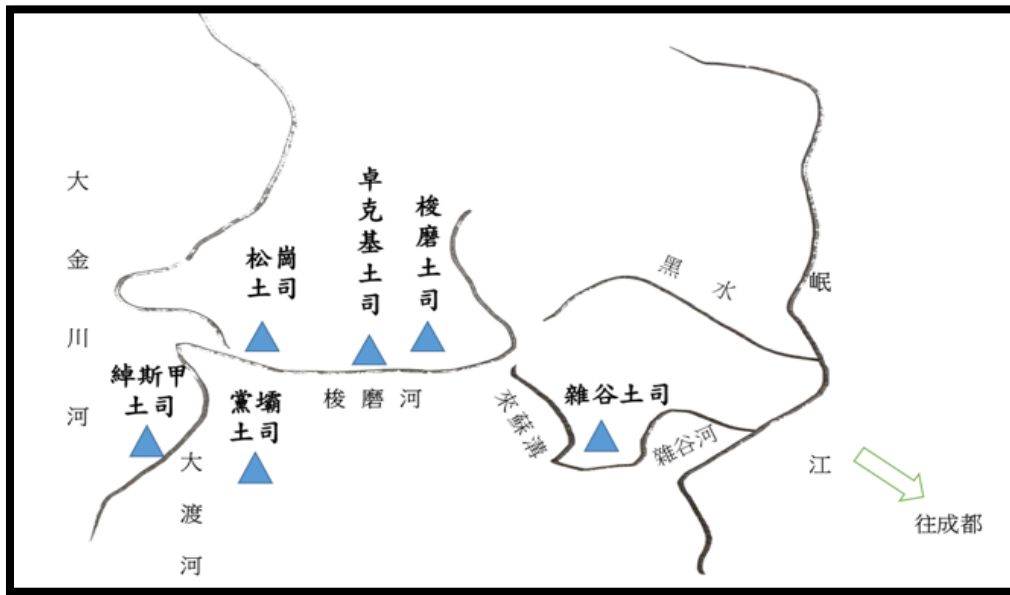 大金川河
卓克基土司
梭磨土司
松崗
土司
黑水
岷江
綽斯甲
土司
黨壩
土司
梭磨河
來蘇溝
雜谷土司
雜谷河
大渡河
往成都